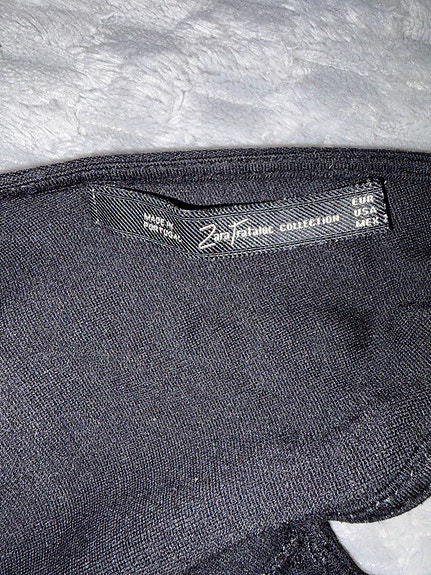 MADE IN
PORTUGAL
Zara Trafaluc COLLECTION
EUR
USA
MEX